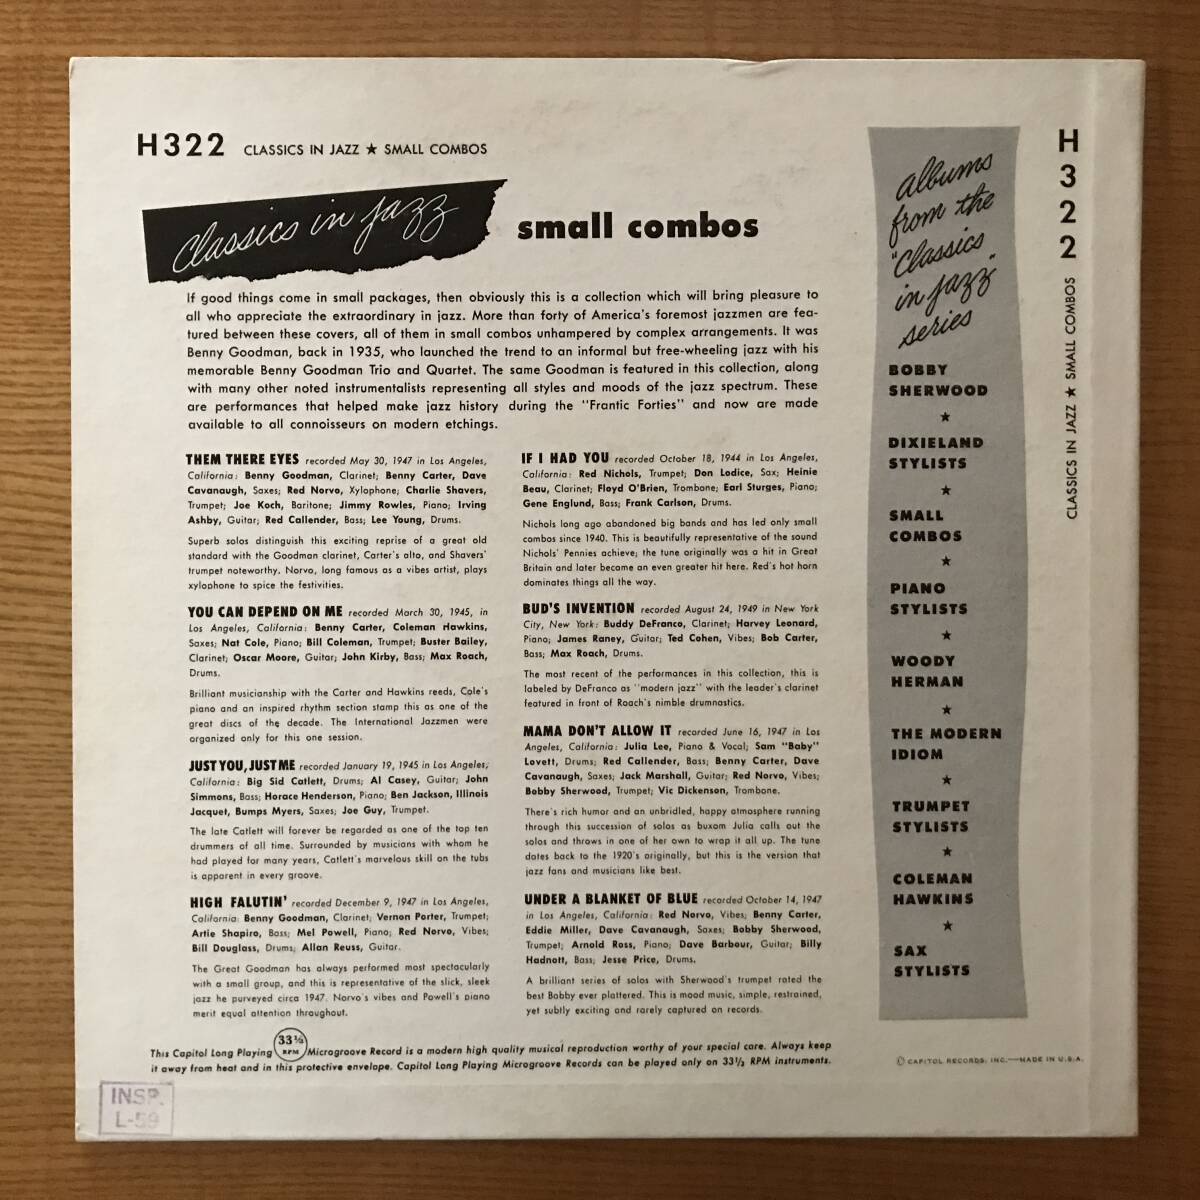 H322 CLASSICS IN JAZZ ★ SMALL COMBOS
Classics in jazz
small combos
If good things come in small packages, then obviously this is a collection which will bring pleasure to
all who appreciate the extraordinary in jazz. More than forty of America's foremost jazzmen are fea-
tured between these covers, all of them in small combos unhampered by complex arrangements. It was
Benny Goodman, back in 1935, who launched the trend to an informal but free-wheeling jazz with his
memorable Benny Goodman Trio and Quartet. The same Goodman is featured in this collection, along
with many other noted instrumentalists representing all styles and moods of the jazz spectrum. These
are performances that helped make jazz history during the "Frantic Forties" and now are made
available to all connoisseurs on modern etchings.
THEM THERE EYES recorded May 30, 1947 in Los Angeles,
California: Benny Goodman, Clarinet; Benny Carter, Dave
Cavanaugh, Saxes; Red Norvo, Xylophone; Charlie Shavers,
Trumpet; Joe Koch, Baritone; Jimmy Rowles, Piano; Irving
Ashby, Guitar; Red Callender, Bass; Lee Young, Drums.
Superb solos distinguish this exciting reprise of a great old
standard with the Goodman clarinet, Carter's alto, and Shavers'
trumpet noteworthy. Norvo, long famous as a vibes artist, plays
xylophone to spice the festivities.
YOU CAN DEPEND ON ME recorded March 30, 1945, in
Los Angeles, California: Benny Carter, Coleman Hawkins,
Saxes; Nat Cole, Piano; Bill Coleman, Trumpet; Buster Bailey,
Clarinet; Oscar Moore, Guitar; John Kirby, Bass; Max Roach,
Drums.
Brilliant musicianship with the Carter and Hawkins reeds, Cole's
piano and an inspired rhythm section stamp this as one of the
great discs of the decade. The International Jazzmen were
organized only for this one session.
JUST YOU, JUST ME recorded January 19, 1945 in Los Angeles,
California: Big Sid Catlett, Drums; Al Casey, Guitar; John
Simmons, Bass; Horace Henderson, Piano; Ben Jackson, Illinois
Jacquet, Bumps Myers, Saxes; Joe Guy, Trumpet.
The late Catlett will forever be regarded as one of the top ten
drummers of all time. Surrounded by musicians with whom he
had played for many years, Catlett's marvelous skill on the tubs
is apparent in every groove.
HIGH FALUTIN' recorded December 9, 1947 in Los Angeles,
California: Benny Goodman, Clarinet; Vernon Porter, Trumpet;
Artie Shapiro, Bass; Mel Powell, Piano; Red Norvo, Vibes;
Bill Douglass, Drums; Allan Reuss, Guitar.
The Great Goodman has always performed most spectacularly
with a small group, and this is representative of the slick, sleek
jazz he purveyed circa 1947. Norvo's vibes and Powell's piano
merit equal attention throughout.
IF I HAD YOU recorded October 18, 1944 in Los Angeles,
California: Red Nichols, Trumpet; Don Lodice, Sax; Heinie
Beau, Clarinet; Floyd O'Brien, Trombone; Earl Sturges, Piano;
Gene Englund, Bass; Frank Carlson, Drums.
Nichols long ago abandoned big bands and has led only small
combos since 1940. This is beautifully representative of the sound
Nichols' Pennies achieve; the tune originally was a hit in Great
Britain and later became an even greater hit here. Red's hot horn
dominates things all the way.
BUD'S INVENTION recorded August 24, 1949 in New York
City, New York: Buddy DeFranco, Clarinet; Harvey Leonard,
Piano; James Raney, Guitar; Ted Cohen, Vibes; Bob Carter,
Bass; Max Roach, Drums.
The most recent of the performances in this collection, this is
labeled by DeFranco as "modern jazz" with the leader's clarinet
featured in front of Roach's nimble drumnastics.
MAMA DON'T ALLOW IT recorded June 16, 1947 in Los
Angeles, California: Julia Lee, Piano & Vocal; Sam "Baby"
Lovett, Drums; Red Callender, Bass; Benny Carter, Dave
Cavanaugh, Saxes; Jack Marshall, Guitar; Red Norvo, Vibes;
Bobby Sherwood, Trumpet; Vic Dickenson, Trombone.
There's rich humor and an unbridled, happy atmosphere running
through this succession of solos as buxom Julia calls out the
solos and throws in one of her own to wrap it all up. The tune
dates back to the 1920's originally, but this is the version that
jazz fans and musicians like best.
UNDER A BLANKET OF BLUE recorded October 14, 1947
in Los Angeles, California: Red Norvo, Vibes; Benny Carter,
Eddie Miller, Dave Cavanaugh, Saxes; Bobby Sherwood,
Trumpet; Arnold Ross, Piano; Dave Barbour, Guitar; Billy
Hadnott, Bass; Jesse Price, Drums.
A brilliant series of solos with Sherwood's trumpet rated the
best Bobby ever plattered. This is mood music, simple, restrained,
yet subtly exciting and rarely captured on records.
This Capitol Long Playing 33⅓ RPM Microgroove Record is a modern high quality musical reproduction worthy of your special care. Always keep
it away from heat and in this protective envelope. Capitol Long Playing Microgroove Records can be played only on 33⅓ RPM instruments.
INSP.
L-59
albums
from the
"Classics
in jazz"
series
BOBBY
SHERWOOD
★
DIXIELAND
STYLISTS
★
SMALL
COMBOS
★
PIANO
STYLISTS
★
WOODY
HERMAN
★
THE MODERN
IDIOM
★
TRUMPET
STYLISTS
★
COLEMAN
HAWKINS
★
SAX
STYLISTS
© CAPITOL RECORDS, INC.—MADE IN U.S.A.
H
3
2
2
CLASSICS IN JAZZ ★ SMALL COMBOS